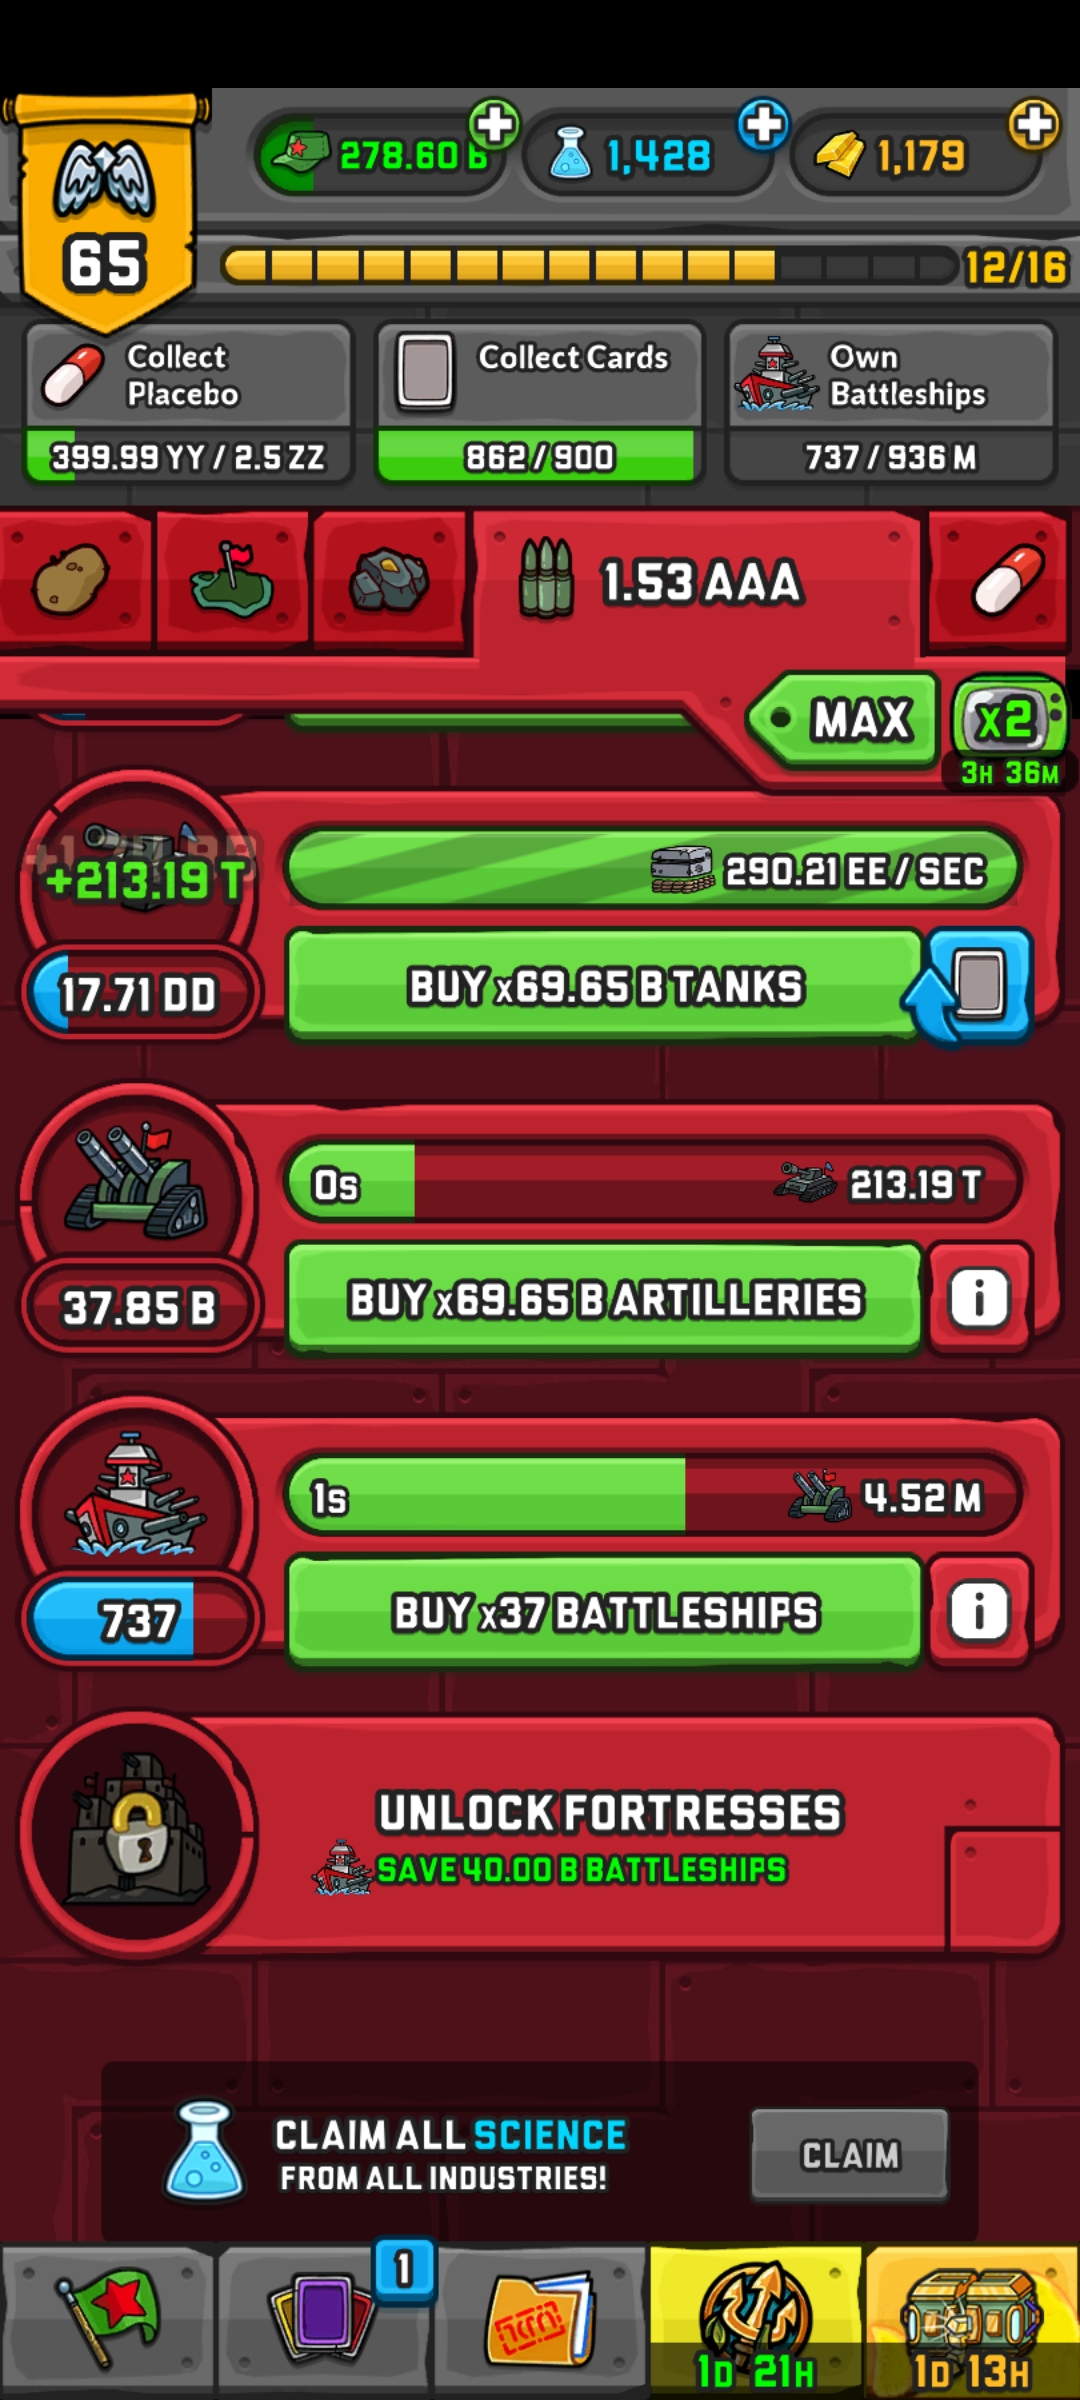 278.60 B
1,428
1,179
65
12/16
Collect
Placebo
399.99 YY / 2.5 ZZ
Collect Cards
862/900
Own
Battleships
737/936 M
1.53 AAA
MAX
x2
3H 36M
+213.19 T
290.21 EE / SEC
17.71 DD
BUY x69.65 B TANKS
0s
213.19 T
37.85 B
BUY x69.65 B ARTILLERIES
i
1s
4.52 M
737
BUY x37 BATTLESHIPS
i
UNLOCK FORTRESSES
SAVE 40.00 B BATTLESHIPS
CLAIM ALL SCIENCE
FROM ALL INDUSTRIES!
CLAIM
1
1D 21H
1D 13H